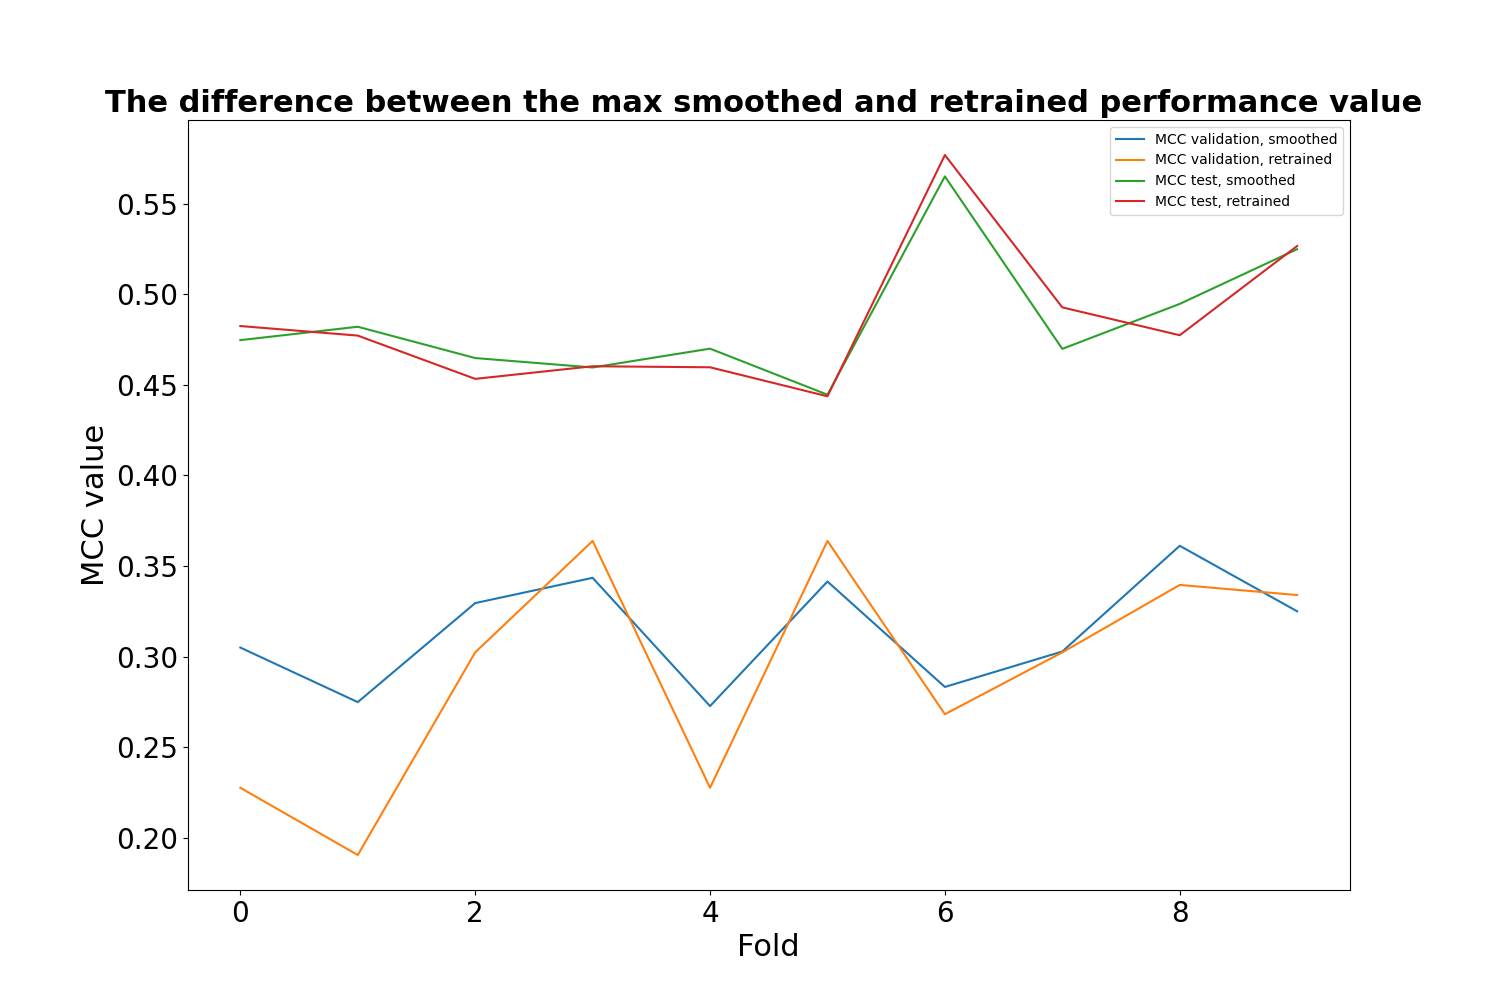 The difference between the max smoothed and retrained performance value
MCC validation, smoothed
MCC validation, retrained
MCC test, smoothed
MCC test, retrained
0.55
0.50
0.45
0.40
0.35
0.30
0.25
0.20
MCC value
0 2 4 6 8
Fold